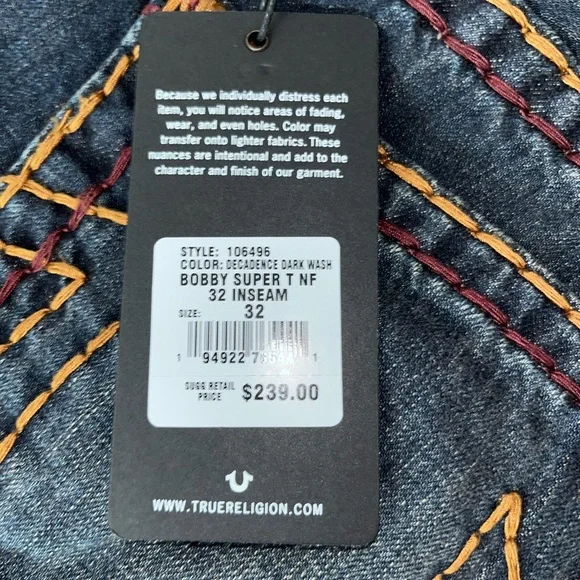 Because we individually distress each
item, you will notice areas of fading,
wear, and even holes. Color may
transfer onto lighter fabrics. These
nuances are intentional and add to the
character and finish of our garment.
STYLE: 106496
COLOR: DECADENCE DARK WASH
BOBBY SUPER T NF
32 INSEAM
SIZE: 32
1 94922 1
SUGG RETAIL
PRICE $239.00
WWW.TRUERELIGION.COM